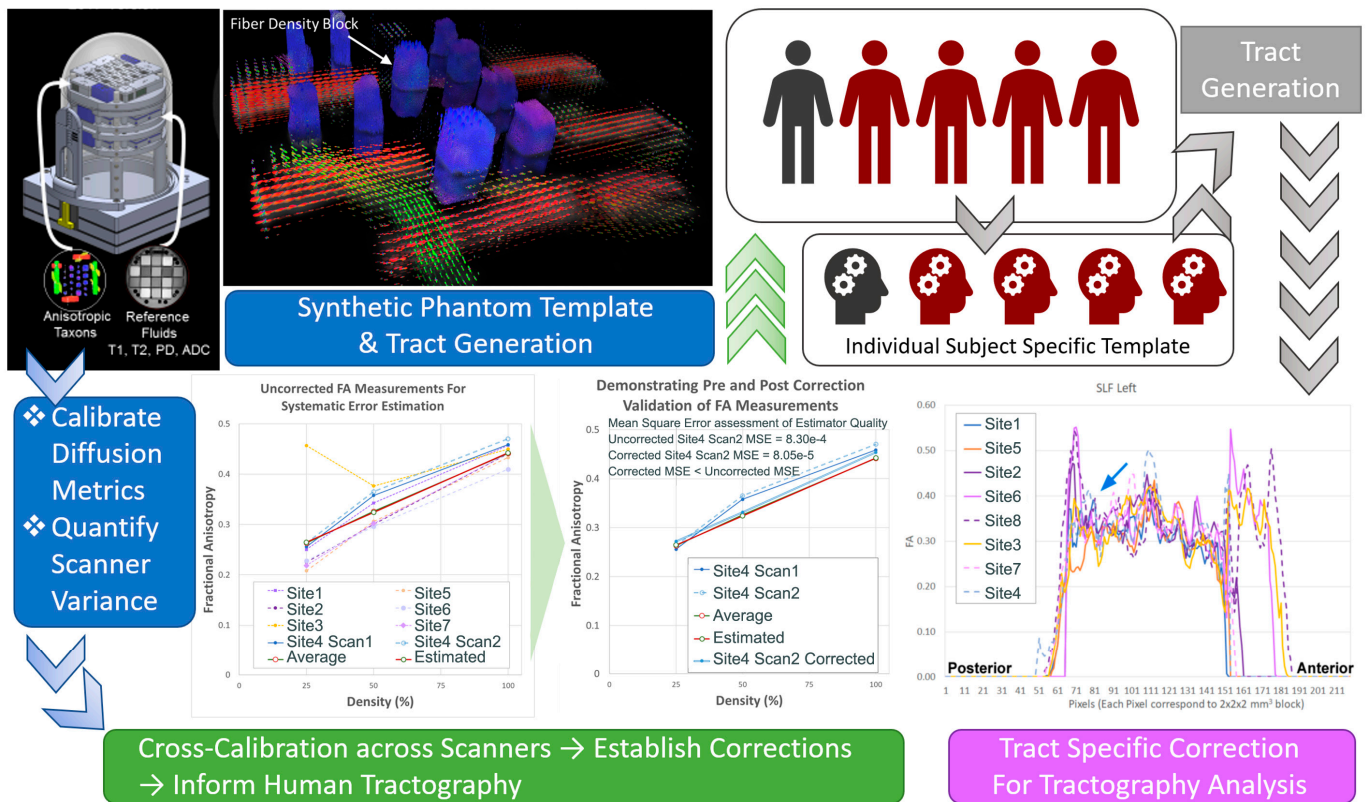 Fiber Density Block
Anisotropic
Taxons
Reference
Fluids
T1, T2, PD, ADC
Synthetic Phantom Template
& Tract Generation
Individual Subject Specific Template
Tract
Generation
❖ Calibrate
Diffusion
Metrics
❖ Quantify
Scanner
Variance
Uncorrected FA Measurements For
Systematic Error Estimation
Fractional Anisotropy
0.5
0.4
0.3
0.2
0.1
0
0 25 50 75 100
Density (%)
Site1
Site2
Site3
Site4 Scan1
Average
Site5
Site6
Site7
Site4 Scan2
Estimated
Demonstrating Pre and Post Correction
Validation of FA Measurements
Mean Square Error assessment of Estimator Quality
Uncorrected Site4 Scan2 MSE = 8.30e-4
Corrected Site4 Scan2 MSE = 8.05e-5
Corrected MSE < Uncorrected MSE
Fractional Anisotropy
0.5
0.4
0.3
0.2
0.1
0
0 25 50 75 100
Density (%)
Site4 Scan1
Site4 Scan2
Average
Estimated
Site4 Scan2 Corrected
SLF Left
FA
0.60
0.50
0.40
0.30
0.20
0.10
0.00
Site1
Site5
Site2
Site6
Site8
Site3
Site7
Site4
Posterior
Anterior
1 11 21 31 41 51 61 71 81 91 101 111 121 131 141 151 161 171 181 191 201 211
Pixels (Each Pixel correspond to 2x2x2 mm³ block)
Cross-Calibration across Scanners → Establish Corrections
→ Inform Human Tractography
Tract Specific Correction
For Tractography Analysis